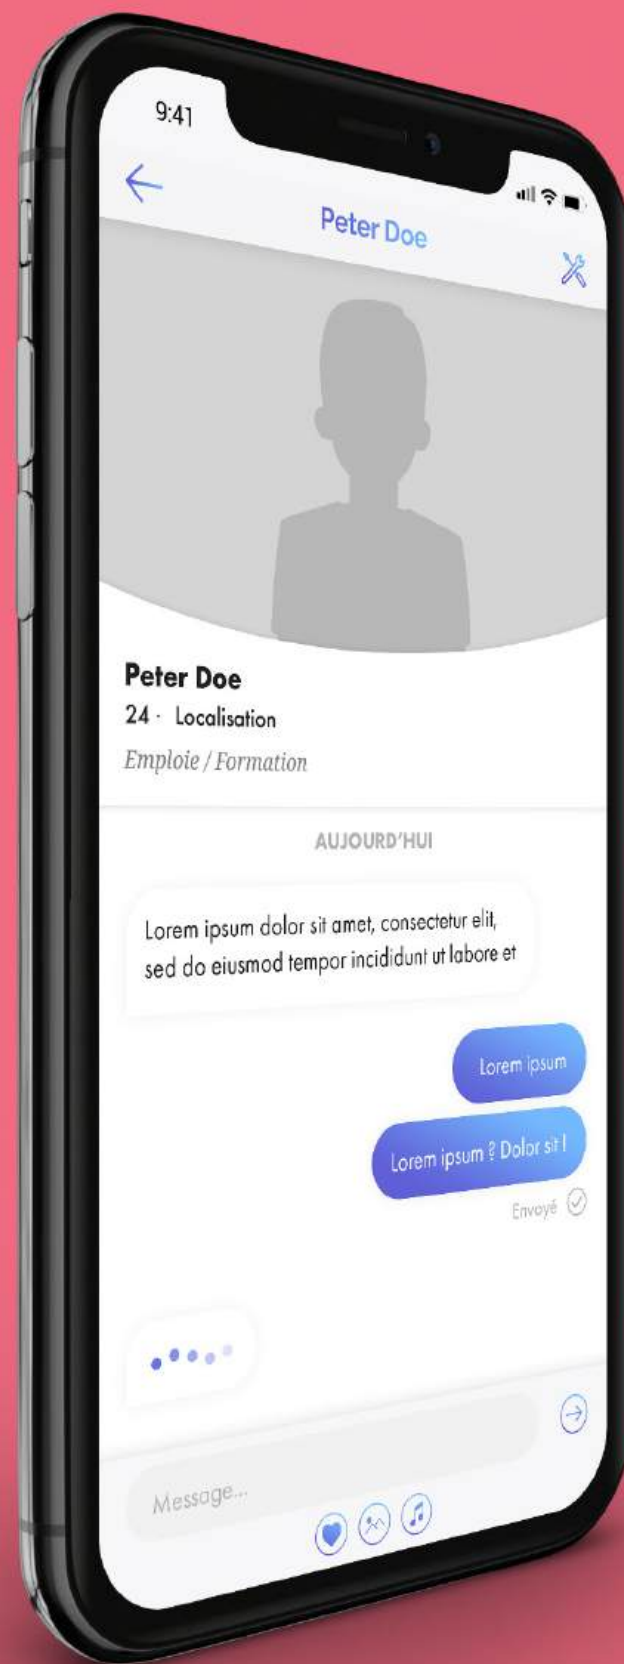 9:41
Peter Doe
Peter Doe
24 · Localisation
Emploie / Formation
AUJOURD'HUI
Lorem ipsum dolor sit amet, consectetur elit,
sed do eiusmod tempor incididunt ut labore et
Lorem ipsum
Lorem ipsum ? Dolor sit !
Envoyé
Message...